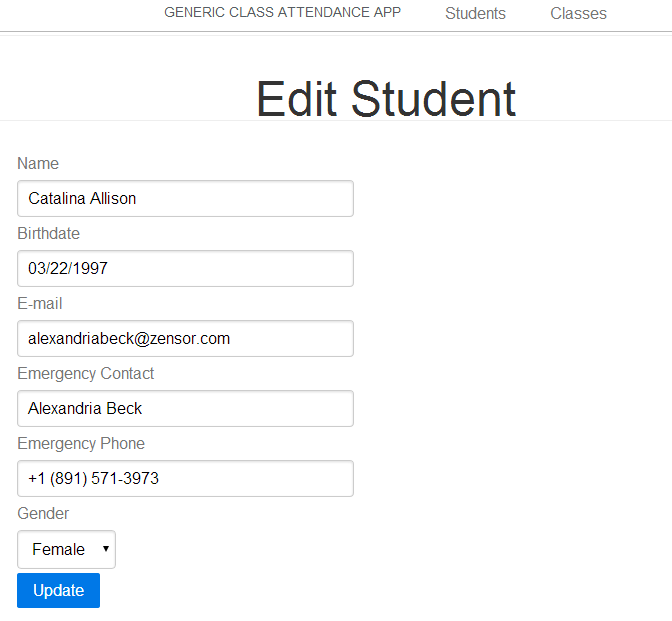 GENERIC CLASS ATTENDANCE APP Students Classes
Edit Student
Name
Catalina Allison
Birthdate
03/22/1997
E-mail
alexandriabeck@zensor.com
Emergency Contact
Alexandria Beck
Emergency Phone
+1 (891) 571-3973
Gender
Female
Update